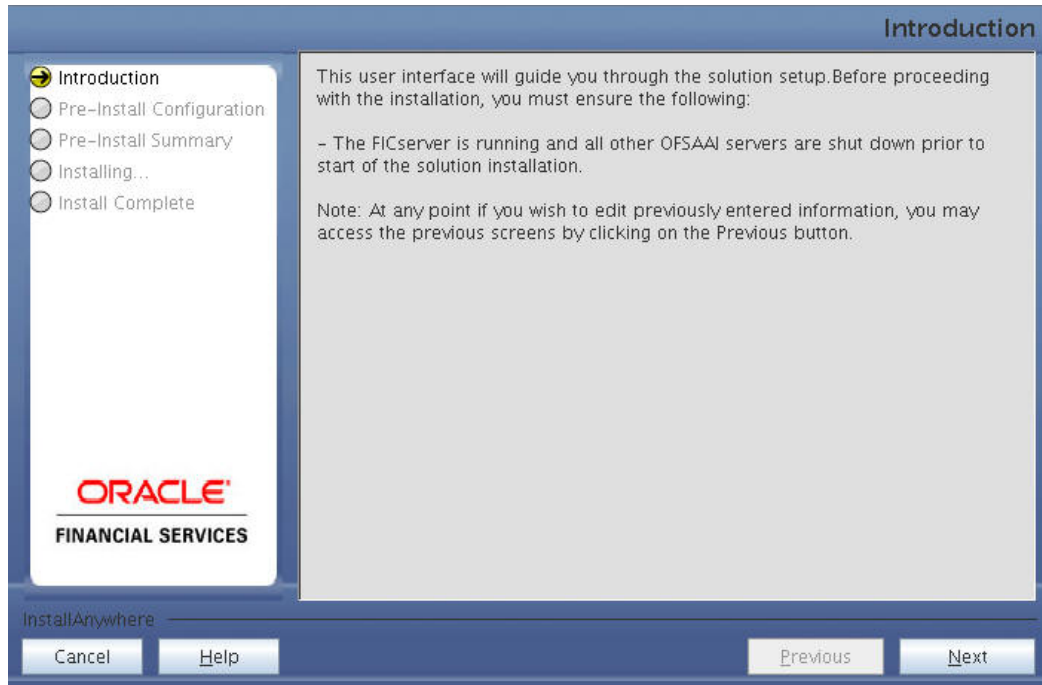 Introduction
Introduction
Pre-Install Configuration
Pre-Install Summary
Installing...
Install Complete
ORACLE'
FINANCIAL SERVICES
This user interface will guide you through the solution setup.Before proceeding
with the installation, you must ensure the following:
- The FICserver is running and all other OFSAAI servers are shut down prior to
start of the solution installation.
Note: At any point if you wish to edit previously entered information, you may
access the previous screens by clicking on the Previous button.
InstallAnywhere
Cancel
Help
Previous
Next